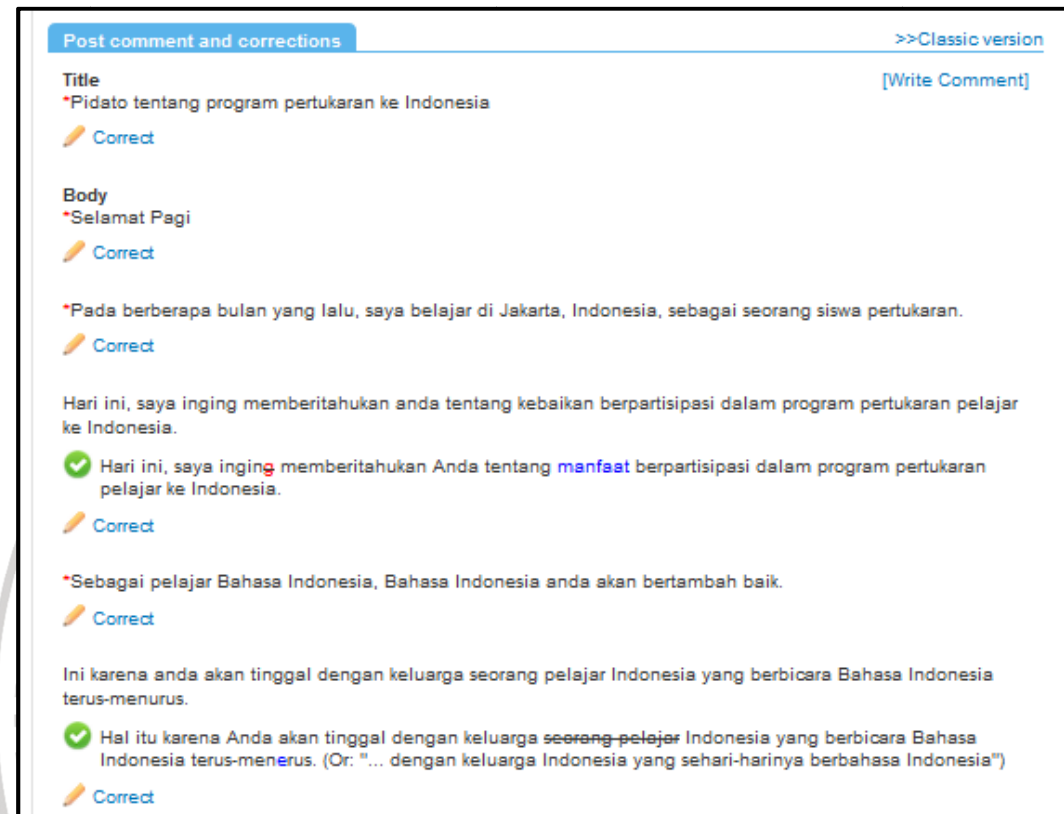 Post comment and corrections >>Classic version
Title [Write Comment]
*Pidato tentang program pertukaran ke Indonesia
Correct
Body
*Selamat Pagi
Correct
*Pada berberapa bulan yang lalu, saya belajar di Jakarta, Indonesia, sebagai seorang siswa pertukaran.
Correct
Hari ini, saya inging memberitahukan anda tentang kebaikan berpartisipasi dalam program pertukaran pelajar
ke Indonesia.
Hari ini, saya inging memberitahukan Anda tentang manfaat berpartisipasi dalam program pertukaran
pelajar ke Indonesia.
Correct
*Sebagai pelajar Bahasa Indonesia, Bahasa Indonesia anda akan bertambah baik.
Correct
Ini karena anda akan tinggal dengan keluarga seorang pelajar Indonesia yang berbicara Bahasa Indonesia
terus-menurus.
Hal itu karena Anda akan tinggal dengan keluarga seorang pelajar Indonesia yang berbicara Bahasa
Indonesia terus-menerus. (Or: "... dengan keluarga Indonesia yang sehari-harinya berbahasa Indonesia")
Correct